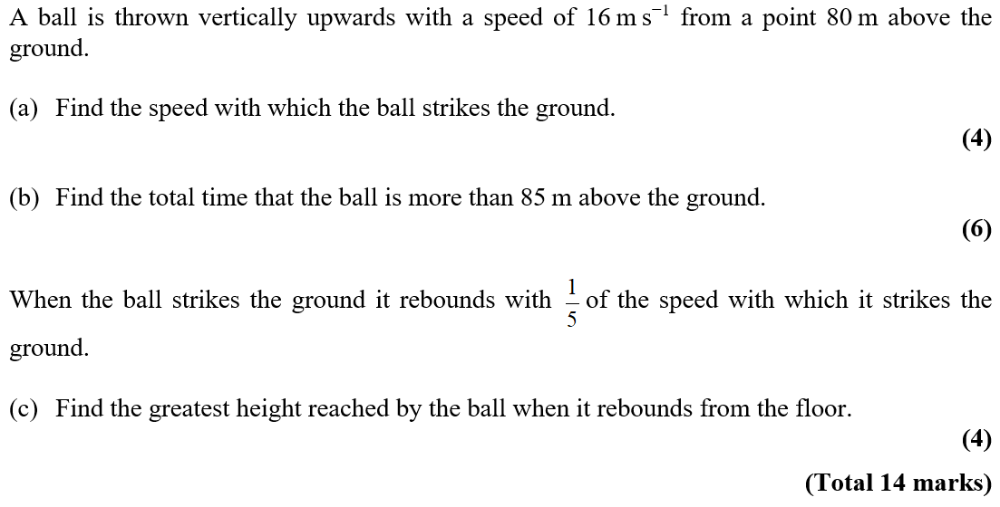 A ball is thrown vertically upwards with a speed of 16 m s⁻¹ from a point 80 m above the
ground.
(a) Find the speed with which the ball strikes the ground.
(4)
(b) Find the total time that the ball is more than 85 m above the ground.
(6)
When the ball strikes the ground it rebounds with 1/5 of the speed with which it strikes the
ground.
(c) Find the greatest height reached by the ball when it rebounds from the floor.
(4)
(Total 14 marks)